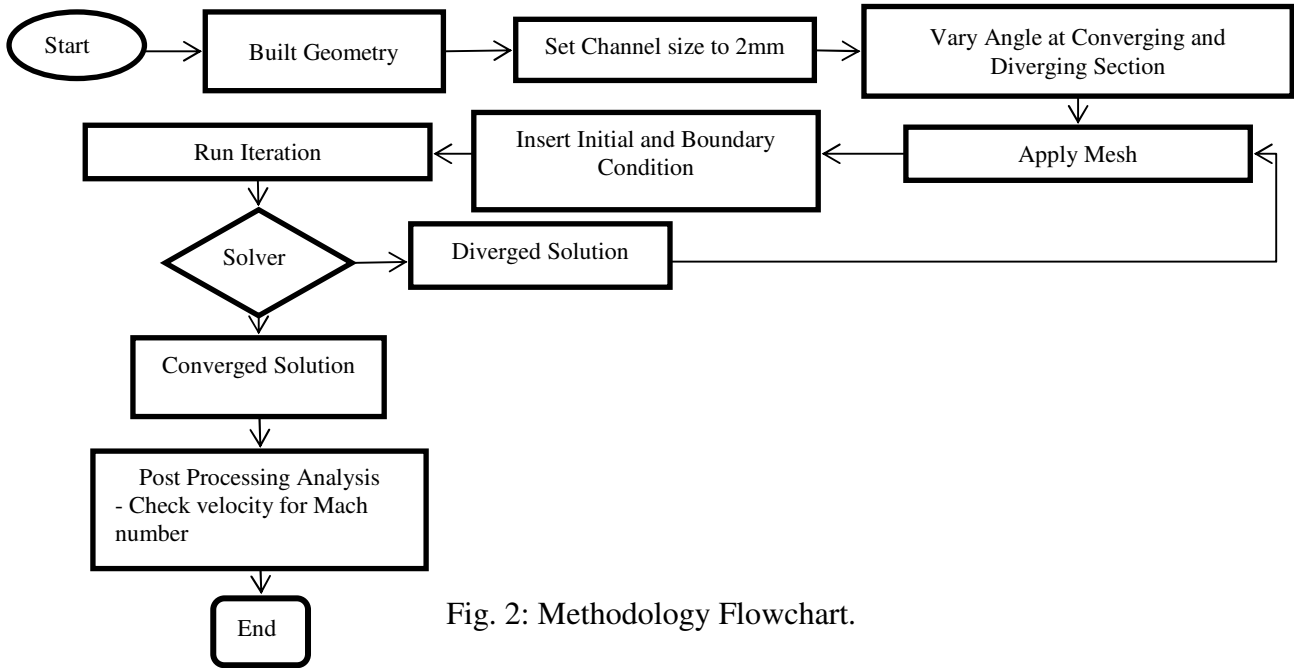 Start
Built Geometry
Set Channel size to 2mm
Vary Angle at Converging and
Diverging Section
Run Iteration
Insert Initial and Boundary
Condition
Apply Mesh
Solver
Diverged Solution
Converged Solution
Post Processing Analysis
- Check velocity for Mach
number
End
Fig. 2: Methodology Flowchart.